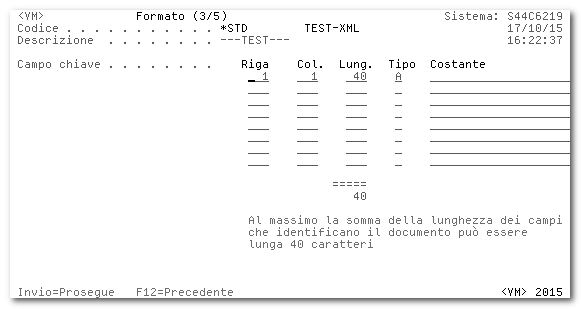 <VM> Formato (3/5) Sistema: S44C6219
Codice . . . . . . . . . . . *STD TEST-XML 17/10/15
Descrizione . . . . . . . . ---TEST--- 16:22:37
Campo chiave . . . . . . . . Riga Col. Lung. Tipo Costante
1 1 40 A
=====
40
Al massimo la somma della lunghezza dei campi
che identificano il documento può essere
lunga 40 caratteri
Invio=Prosegue F12=Precedente <VM> 2015